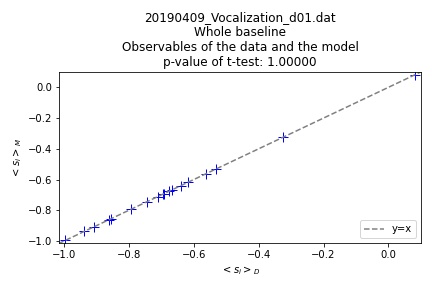 20190409_Vocalization_d01.dat
Whole baseline
Observables of the data and the model
p-value of t-test: 1.00000
< s_i >_M
0.0
−0.2
−0.4
−0.6
−0.8
−1.0
y=x
−1.0 −0.8 −0.6 −0.4 −0.2 0.0
< s_i >_D